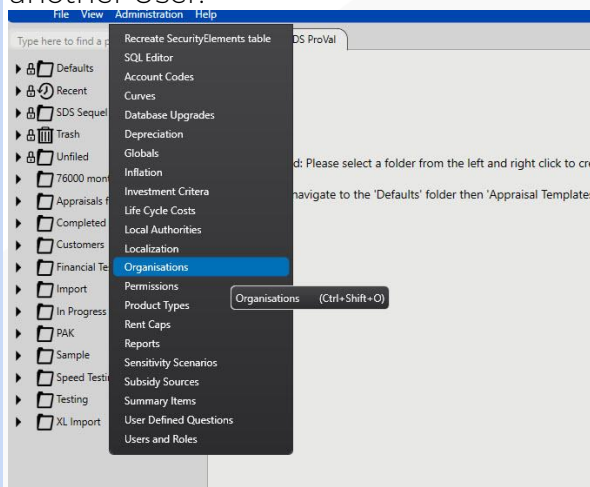 another user.
File View Administration Help
Type here to find a p
Defaults
Recent
SDS Sequel
Trash
Unfiled
76000 mont
Appraisals f
Completed
Customers
Financial Te
Import
In Progress
PAK
Sample
Speed Testi
Testing
XL Import
Recreate SecurityElements table
SQL Editor
Account Codes
Curves
Database Upgrades
Depreciation
Globals
Inflation
Investment Critera
Life Cycle Costs
Local Authorities
Localization
Organisations
Permissions
Product Types
Rent Caps
Reports
Sensitivity Scenarios
Subsidy Sources
Summary Items
User Defined Questions
Users and Roles
Organisations (Ctrl+Shift+O)
DS ProVal
d: Please select a folder from the left and right click to cre
navigate to the 'Defaults' folder then 'Appraisal Templates